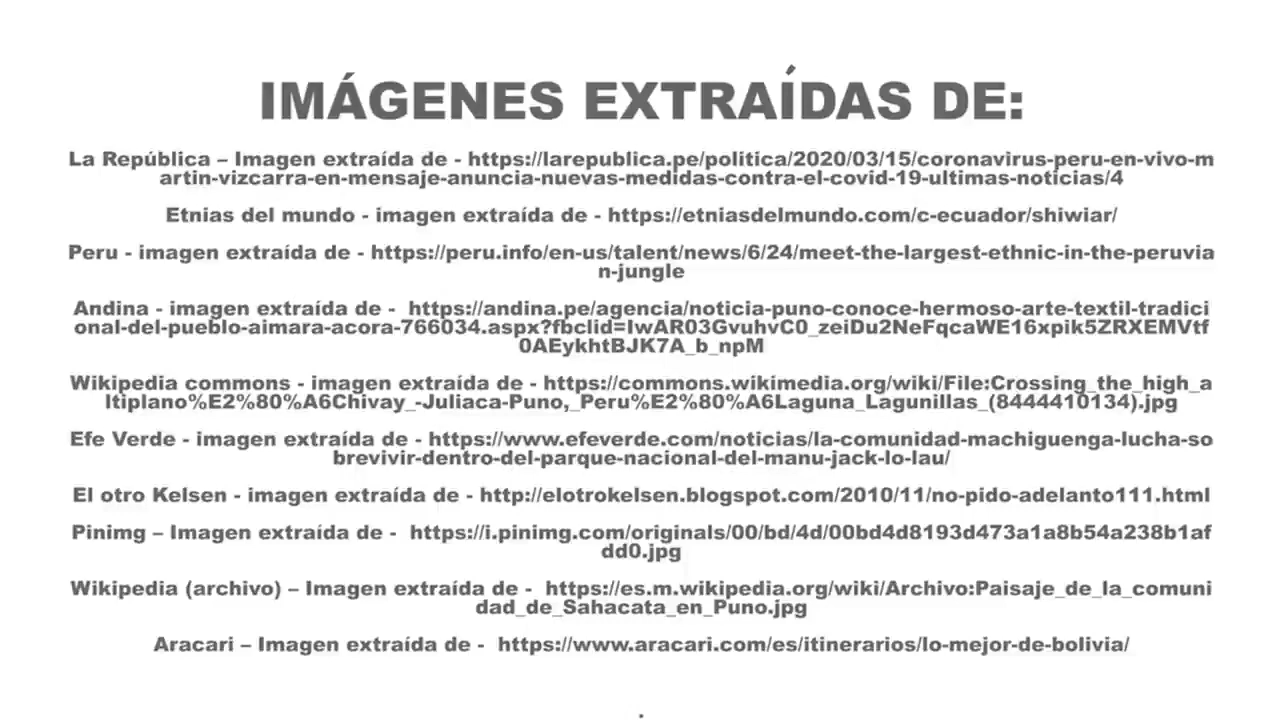 IMÁGENES EXTRAÍDAS DE:
La República – Imagen extraída de - https://larepublica.pe/politica/2020/03/15/coronavirus-peru-en-vivo-m
artin-vizcarra-en-mensaje-anuncia-nuevas-medidas-contra-el-covid-19-ultimas-noticias/4
Etnias del mundo - imagen extraída de - https://etniasdelmundo.com/c-ecuador/shiwiar/
Peru - imagen extraída de - https://peru.info/en-us/talent/news/6/24/meet-the-largest-ethnic-in-the-peruvia
n-jungle
Andina - imagen extraída de -  https://andina.pe/agencia/noticia-puno-conoce-hermoso-arte-textil-tradici
onal-del-pueblo-aimara-acora-766034.aspx?fbclid=IwAR03GvuhvC0_zeiDu2NeFqcaWE16xpik5ZRXEMVtf
0AEykhtBJK7A_b_npM
Wikipedia commons - imagen extraída de - https://commons.wikimedia.org/wiki/File:Crossing_the_high_a
ltiplano%E2%80%A6Chivay_-Juliaca-Puno,_Peru%E2%80%A6Laguna_Lagunillas_(8444410134).jpg
Efe Verde - imagen extraída de - https://www.efeverde.com/noticias/la-comunidad-machiguenga-lucha-so
brevivir-dentro-del-parque-nacional-del-manu-jack-lo-lau/
El otro Kelsen - imagen extraída de - http://elotrokelsen.blogspot.com/2010/11/no-pido-adelanto111.html
Pinimg – Imagen extraída de -  https://i.pinimg.com/originals/00/bd/4d/00bd4d8193d473a1a8b54a238b1af
dd0.jpg
Wikipedia (archivo) – Imagen extraída de -  https://es.m.wikipedia.org/wiki/Archivo:Paisaje_de_la_comuni
dad_de_Sahacata_en_Puno.jpg
Aracari – Imagen extraída de -  https://www.aracari.com/es/itinerarios/lo-mejor-de-bolivia/
.